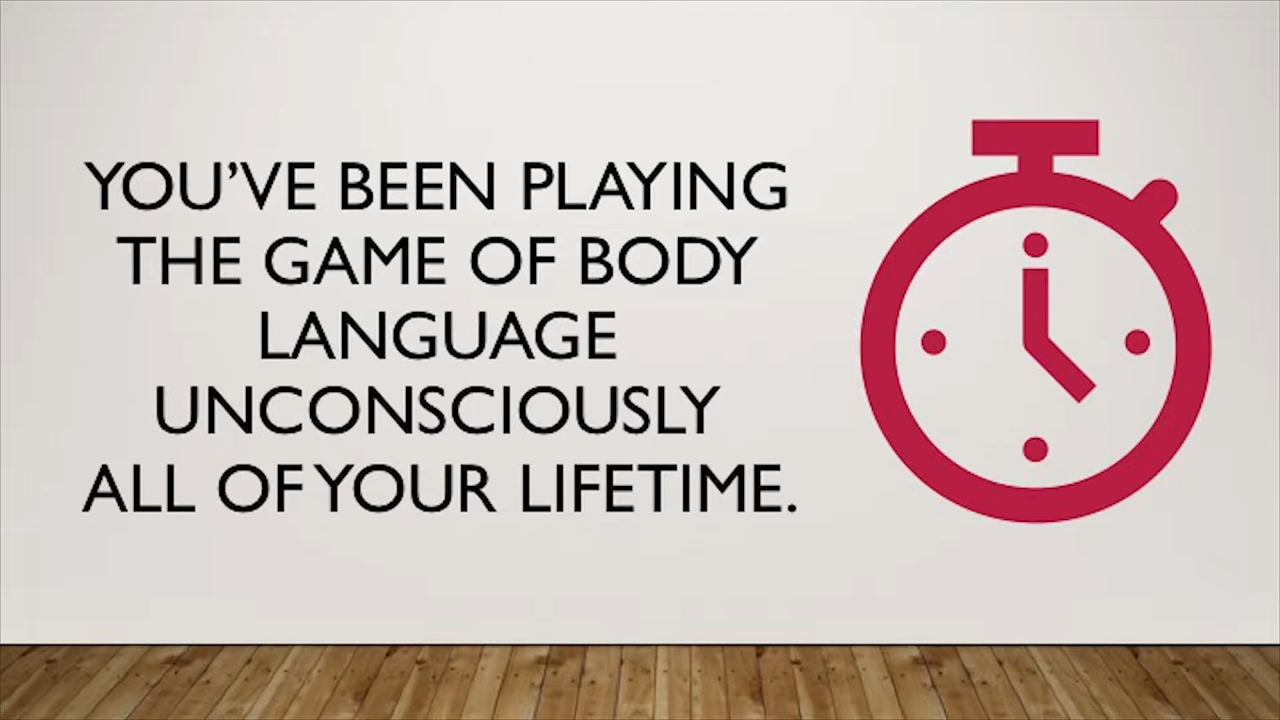 YOU’VE BEEN PLAYING
THE GAME OF BODY
LANGUAGE
UNCONSCIOUSLY
ALL OF YOUR LIFETIME.